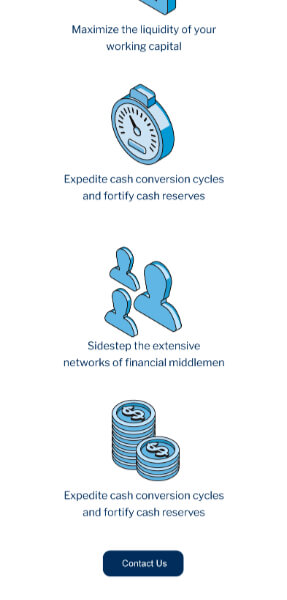 Maximize the liquidity of your
working capital
Expedite cash conversion cycles
and fortify cash reserves
Sidestep the extensive
networks of financial middlemen
$
$
Expedite cash conversion cycles
and fortify cash reserves
Contact Us